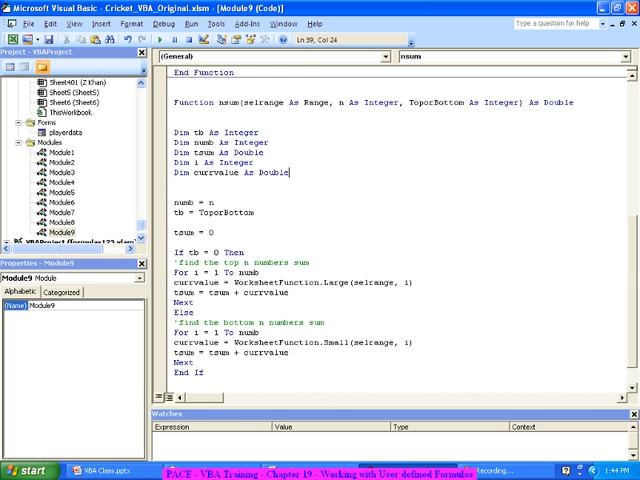 Microsoft Visual Basic - Cricket_VBA_Original.xlsm - [Module9 (Code)]
File Edit View Insert Format Debug Run Tools Add-Ins Window Help
Type a question for help
Ln 39, Col 24
Project - VBAProject
Sheet401 (Z Khan)
Sheet5 (Sheet5)
Sheet6 (Sheet6)
ThisWorkbook
Forms
playerdata
Modules
Module1
Module2
Module3
Module4
Module5
Module6
Module7
Module8
Module9
VBAProject (formulas123.xlam)
Properties - Module9
Module9 Module
Alphabetic Categorized
(Name) Module9
(General) nsum
End Function
Function nsum(selrange As Range, n As Integer, ToporBottom As Integer) As Double
Dim tb As Integer
Dim numb As Integer
Dim tsum As Double
Dim i As Integer
Dim currvalue As Double
numb = n
tb = ToporBottom
tsum = 0
If tb = 0 Then
'find the top n numbers sum
For i = 1 To numb
currvalue = WorksheetFunction.Large(selrange, i)
tsum = tsum + currvalue
Next
Else
'find the bottom n numbers sum
For i = 1 To numb
currvalue = WorksheetFunction.Small(selrange, i)
tsum = tsum + currvalue
Next
End If
Watches
Expression Value Type Context
start
VBA Class.pptx
Recording...
1:44 PM
PACE - VBA Training - Chapter 19 - Working with User defined Formulas